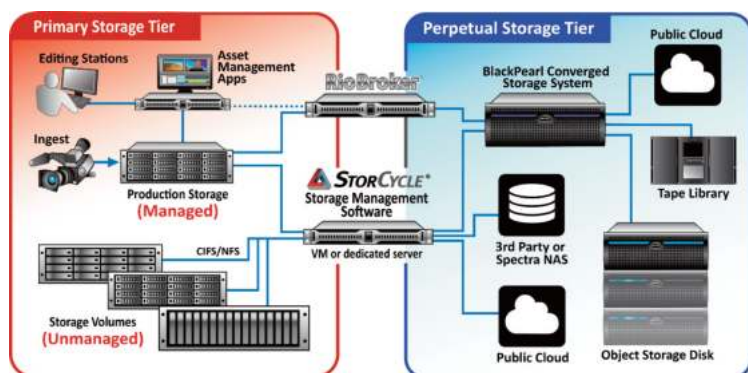 Primary Storage Tier
Perpetual Storage Tier
Editing Stations
Asset
Management
Apps
RioBroker
BlackPearl Converged
Storage System
Public Cloud
Ingest
Production Storage
(Managed)
STORCYCLE®
Storage Management
Software
VM or dedicated server
Tape Library
CIFS/NFS
3rd Party or
Spectra NAS
Storage Volumes
(Unmanaged)
Public Cloud
Object Storage Disk